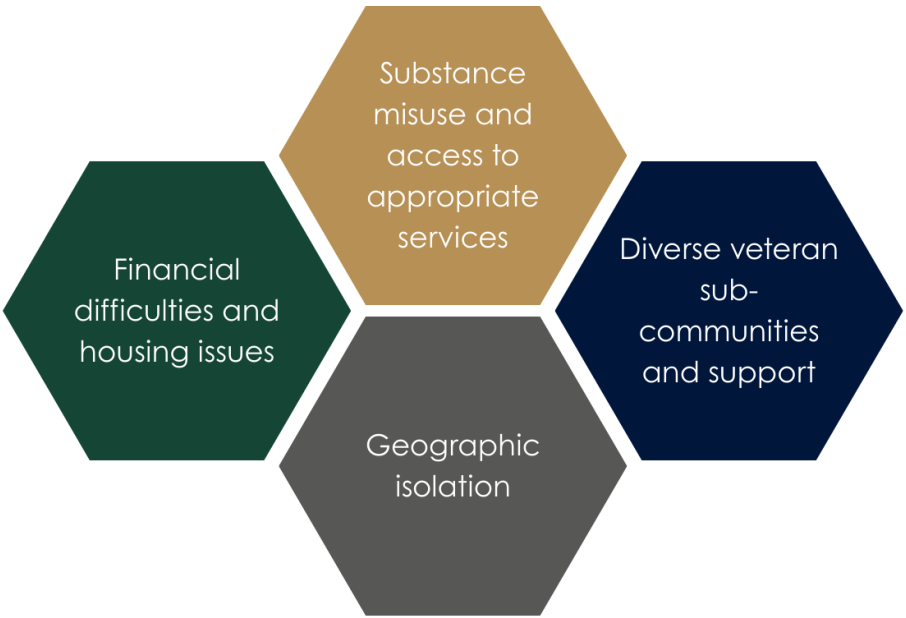 Substance
misuse and
access to
appropriate
services
Financial
difficulties and
housing issues
Diverse veteran
sub-
communities
and support
Geographic
isolation